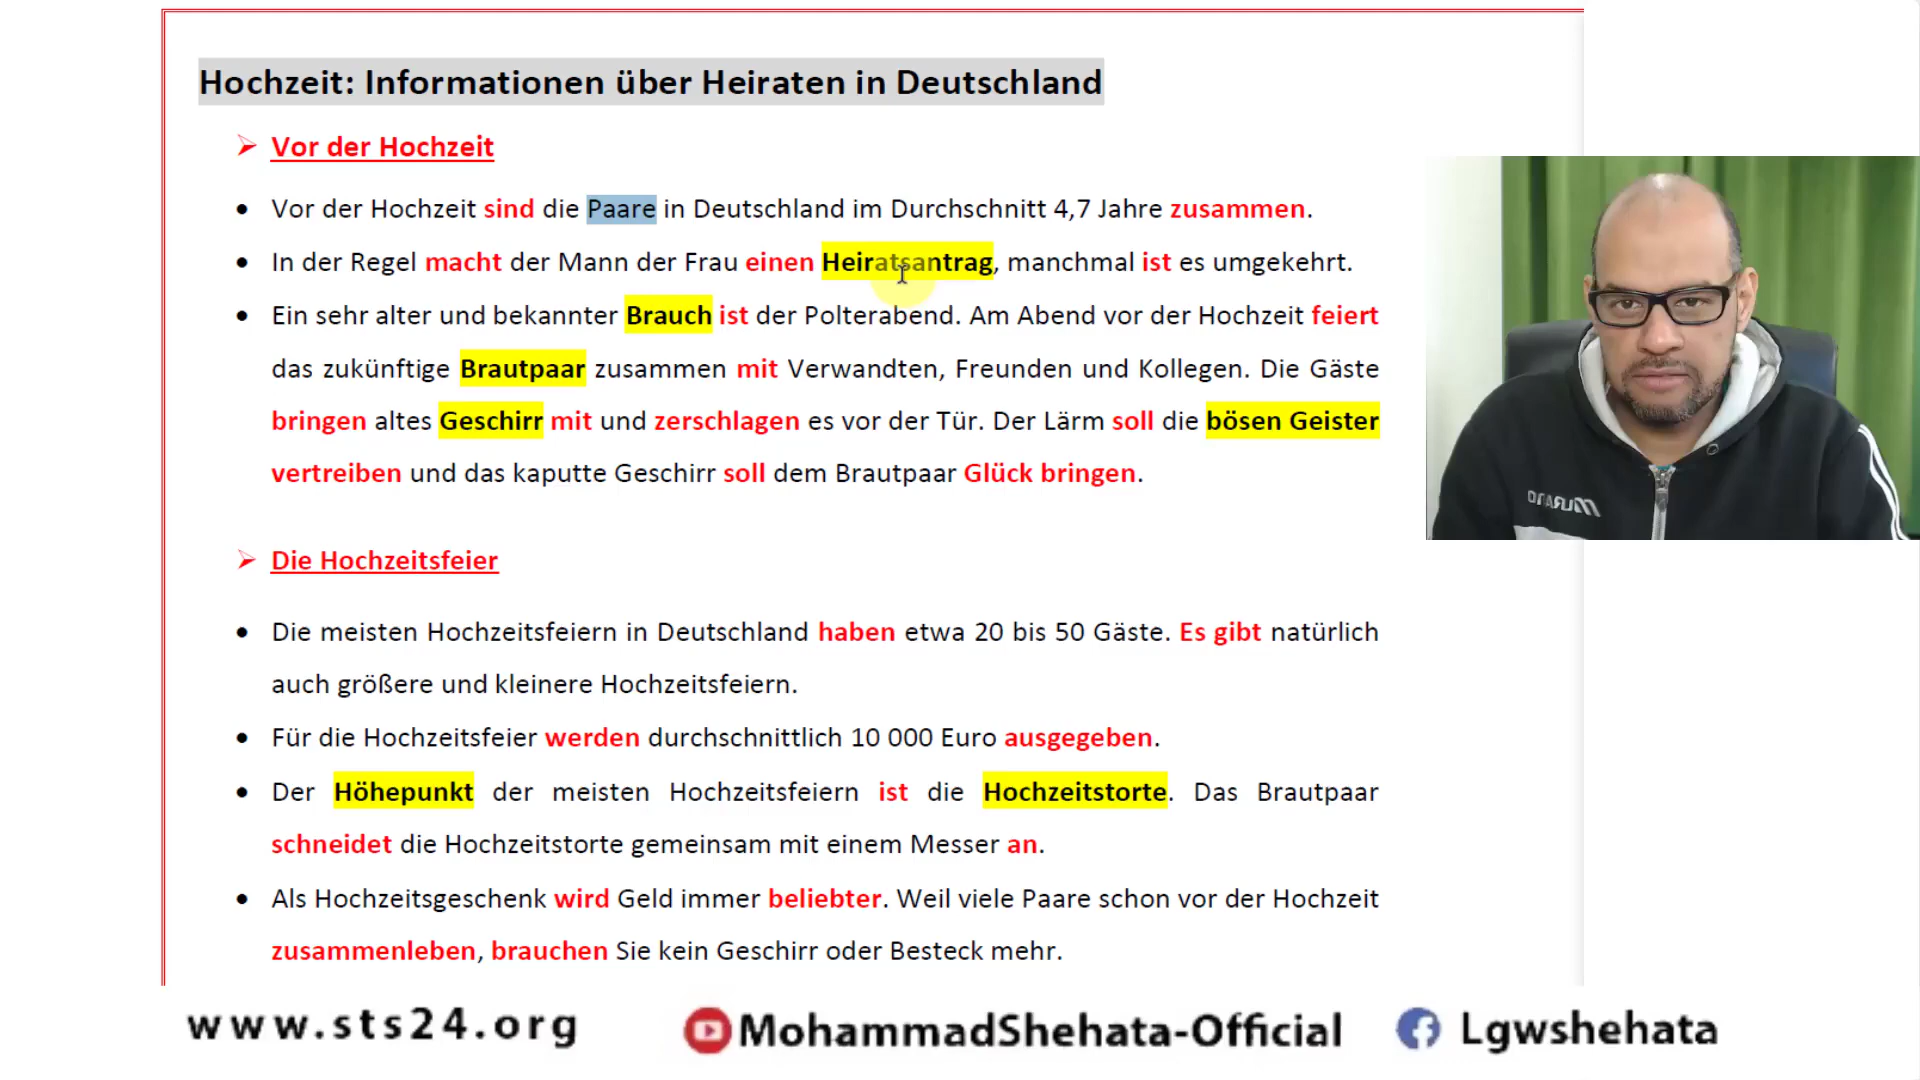 Hochzeit: Informationen über Heiraten in Deutschland
Vor der Hochzeit
Vor der Hochzeit sind die Paare in Deutschland im Durchschnitt 4,7 Jahre zusammen.
In der Regel macht der Mann der Frau einen Heiratsantrag, manchmal ist es umgekehrt.
Ein sehr alter und bekannter Brauch ist der Polterabend. Am Abend vor der Hochzeit feiert
das zukünftige Brautpaar zusammen mit Verwandten, Freunden und Kollegen. Die Gäste
bringen altes Geschirr mit und zerschlagen es vor der Tür. Der Lärm soll die bösen Geister
vertreiben und das kaputte Geschirr soll dem Brautpaar Glück bringen.
Die Hochzeitsfeier
Die meisten Hochzeitsfeiern in Deutschland haben etwa 20 bis 50 Gäste. Es gibt natürlich
auch größere und kleinere Hochzeitsfeiern.
Für die Hochzeitsfeier werden durchschnittlich 10 000 Euro ausgegeben.
Der Höhepunkt der meisten Hochzeitsfeiern ist die Hochzeitstorte. Das Brautpaar
schneidet die Hochzeitstorte gemeinsam mit einem Messer an.
Als Hochzeitsgeschenk wird Geld immer beliebter. Weil viele Paare schon vor der Hochzeit
zusammenleben, brauchen Sie kein Geschirr oder Besteck mehr.
www.sts24.org
MohammadShehata-Official
Lgwshehata